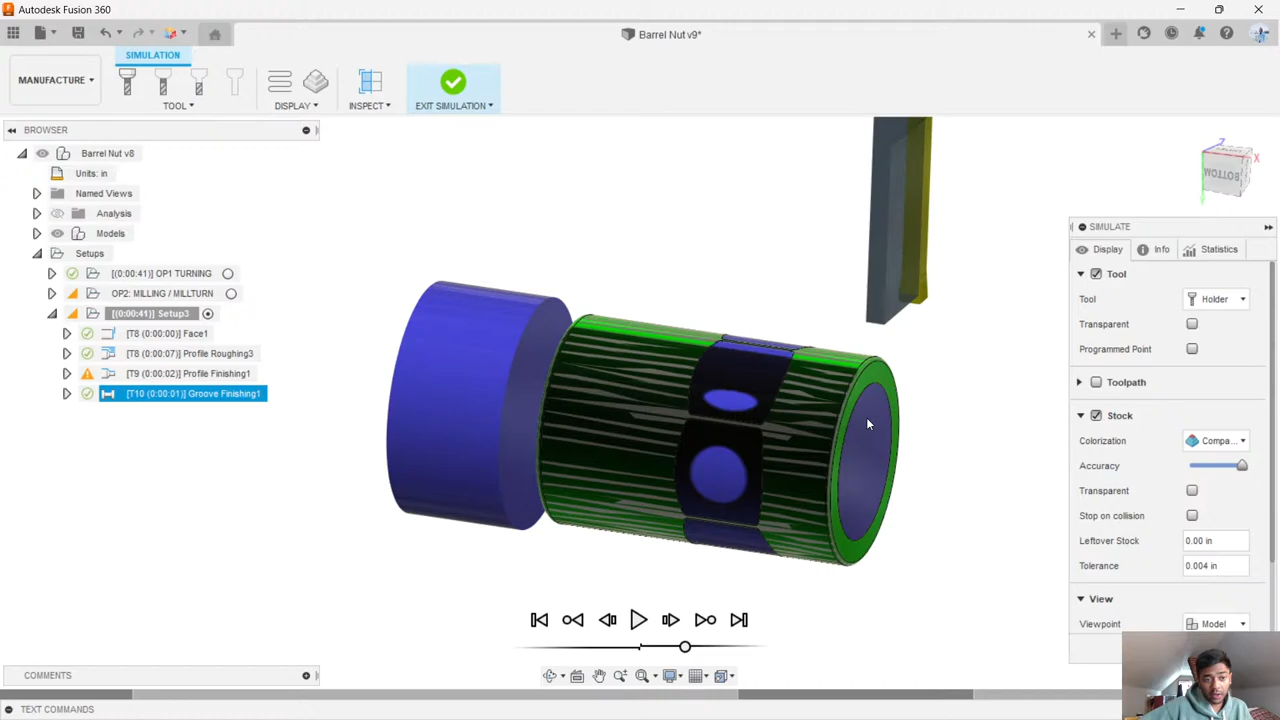 Autodesk Fusion 360
Barrel Nut v9*
SIMULATION
MANUFACTURE
TOOL
DISPLAY
INSPECT
EXIT SIMULATION
BROWSER
Barrel Nut v8
Units: in
Named Views
Analysis
Models
Setups
[(0:00:41)] OP1 TURNING
OP2: MILLING / MILLTURN
[(0:00:41)] Setup3
[T8 (0:00:00)] Face1
[T8 (0:00:07)] Profile Roughing3
[T9 (0:00:02)] Profile Finishing1
[T10 (0:00:01)] Groove Finishing1
Z
X
BOTTOM
SIMULATE
Display
Info
Statistics
Tool
Tool
Holder
Transparent
Programmed Point
Toolpath
Stock
Colorization
Compa...
Accuracy
Transparent
Stop on collision
Leftover Stock
0.00 in
Tolerance
0.004 in
View
Viewpoint
Model
COMMENTS
TEXT COMMANDS